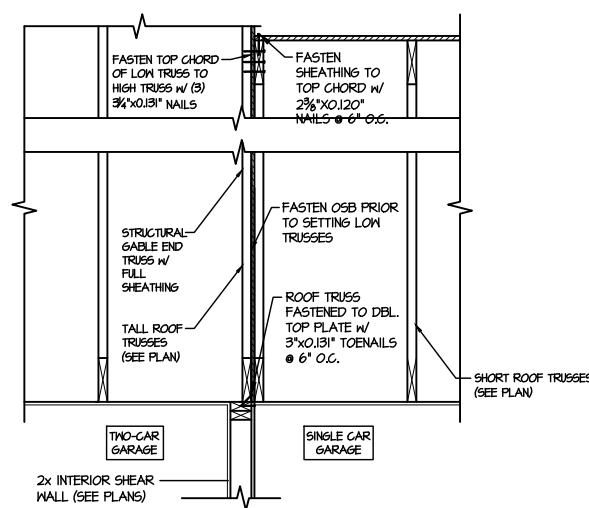 FASTEN TOP CHORD
OF LOW TRUSS TO
HIGH TRUSS W/ (3)
3¼"x0.131" NAILS
FASTEN
SHEATHING TO
TOP CHORD W/
2⅜"X0.120"
NAILS @ 6" O.C.
STRUCTURAL
GABLE END
TRUSS W/
FULL
SHEATHING
FASTEN OSB PRIOR
TO SETTING LOW
TRUSSES
TALL ROOF
TRUSSES
(SEE PLAN)
ROOF TRUSS
FASTENED TO DBL.
TOP PLATE W/
3"x0.131" TOENAILS
@ 6" O.C.
SHORT ROOF TRUSSES
(SEE PLAN)
TWO-CAR
GARAGE
SINGLE CAR
GARAGE
2x INTERIOR SHEAR
WALL (SEE PLANS)